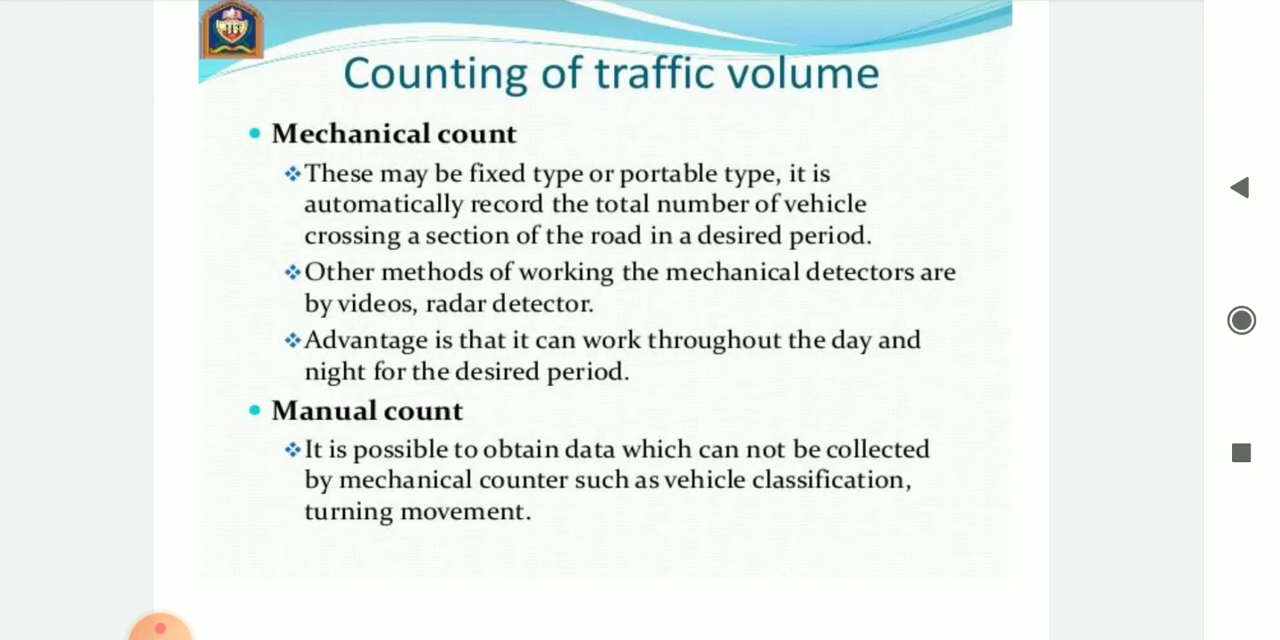 Counting of traffic volume
Mechanical count
These may be fixed type or portable type, it is
automatically record the total number of vehicle
crossing a section of the road in a desired period.
Other methods of working the mechanical detectors are
by videos, radar detector.
Advantage is that it can work throughout the day and
night for the desired period.
Manual count
It is possible to obtain data which can not be collected
by mechanical counter such as vehicle classification,
turning movement.